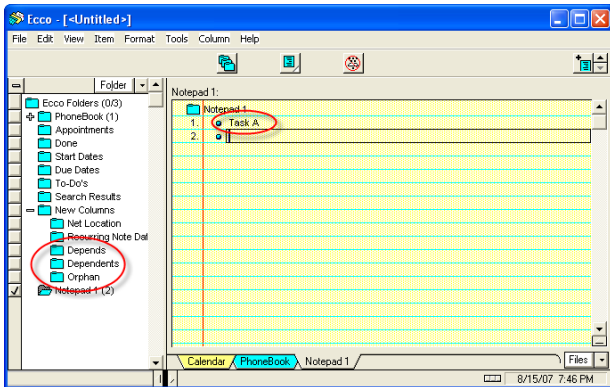 Ecco - [<Untitled>]
File Edit View Item Format Tools Column Help
Folder
Notepad 1:
Ecco Folders (0/3)
PhoneBook (1)
Appointments
Done
Start Dates
Due Dates
To-Do's
Search Results
New Columns
Net Location
Recurring Note Dat
Depends
Dependents
Orphan
Notepad 1 (2)
Notepad 1
1. Task A
2.
Calendar PhoneBook Notepad 1 Files
8/15/07 7:46 PM